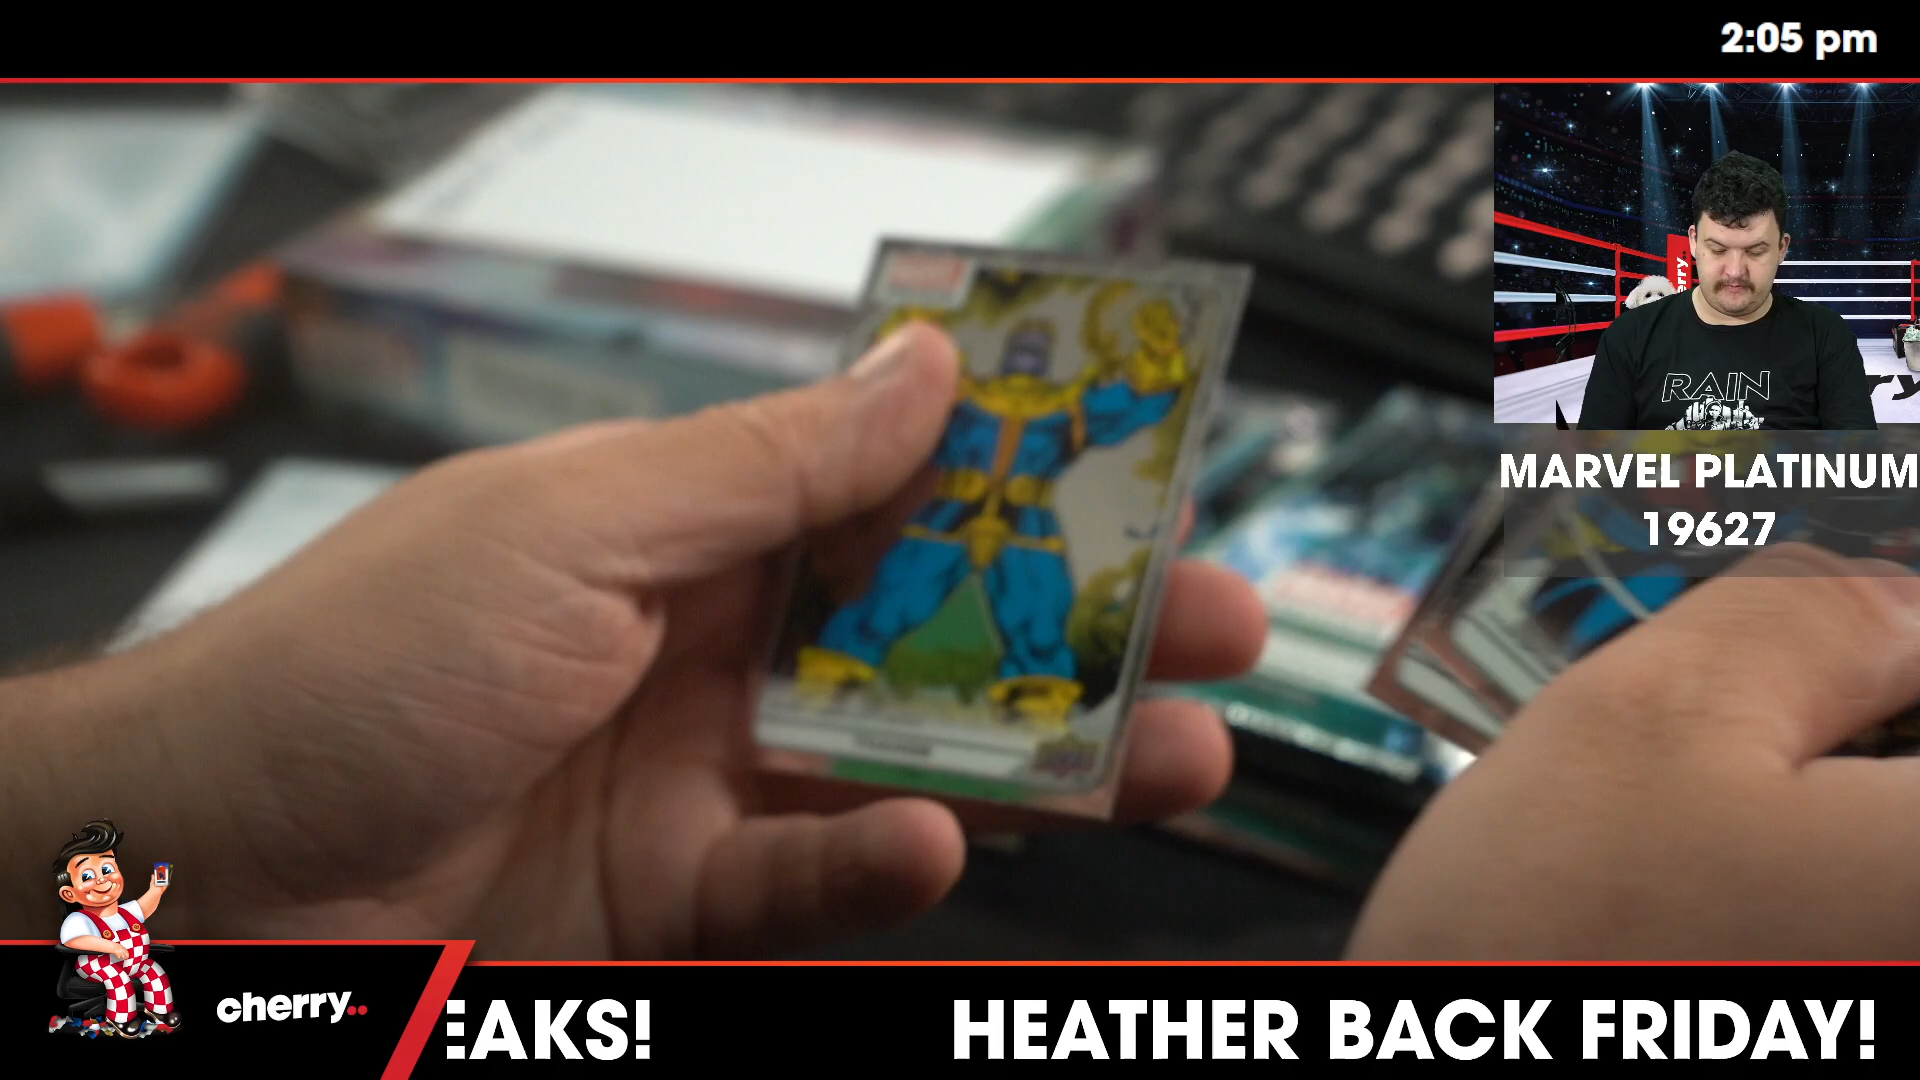 2:05 pm
RAIN
MARVEL PLATINUM
19627
cherry..
EAKS!
HEATHER BACK FRIDAY!